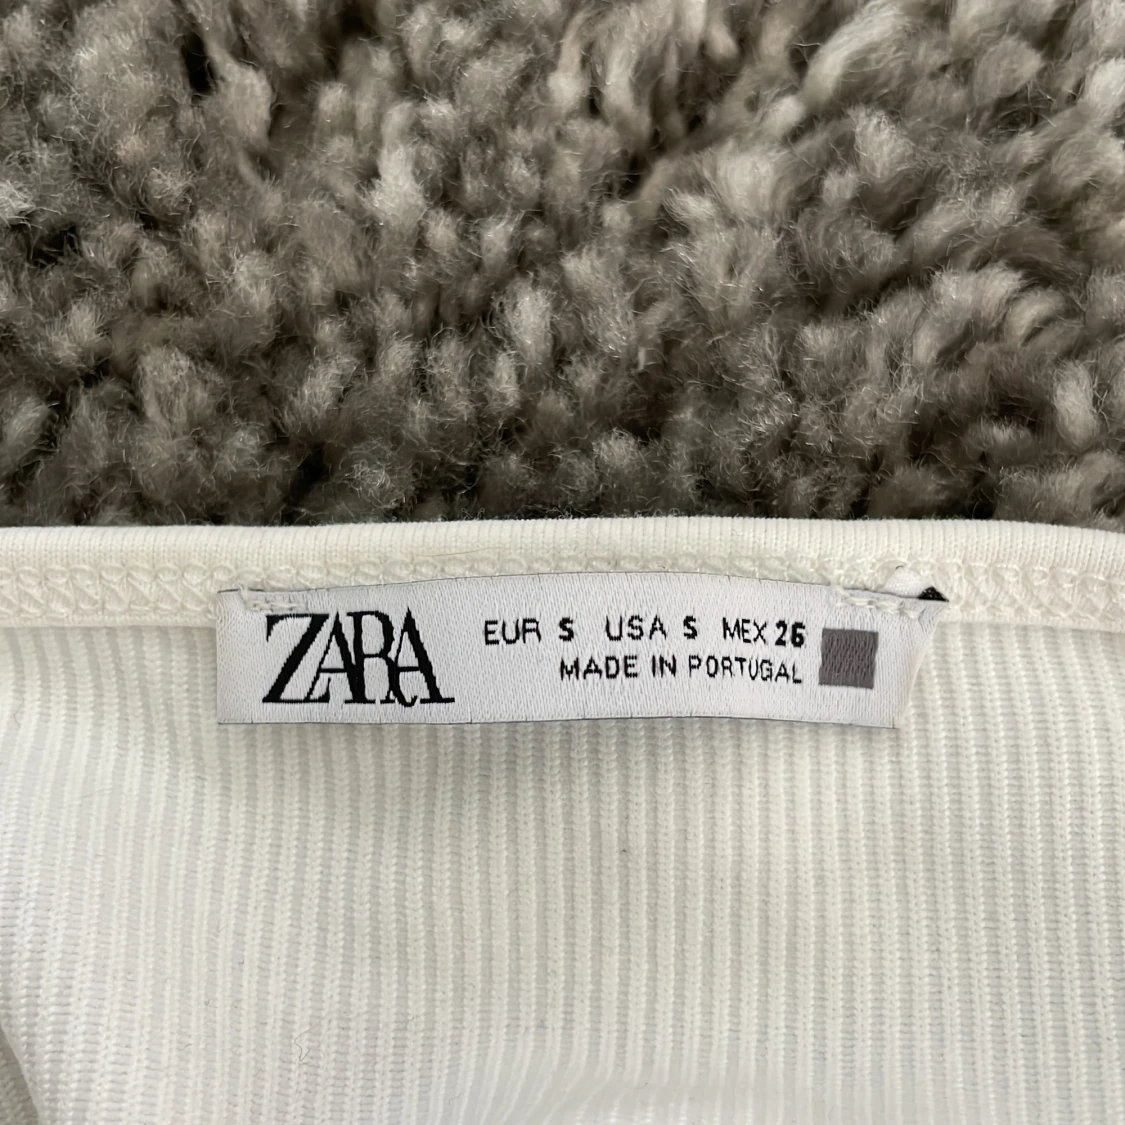 ZARA
EUR S USA S MEX 26
MADE IN PORTUGAL